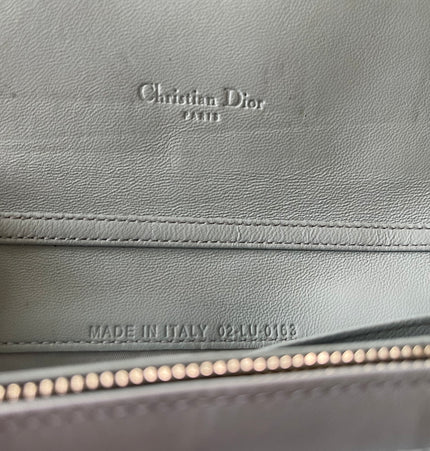 Christian Dior
PARIS
MADE IN ITALY 02-LU-0163